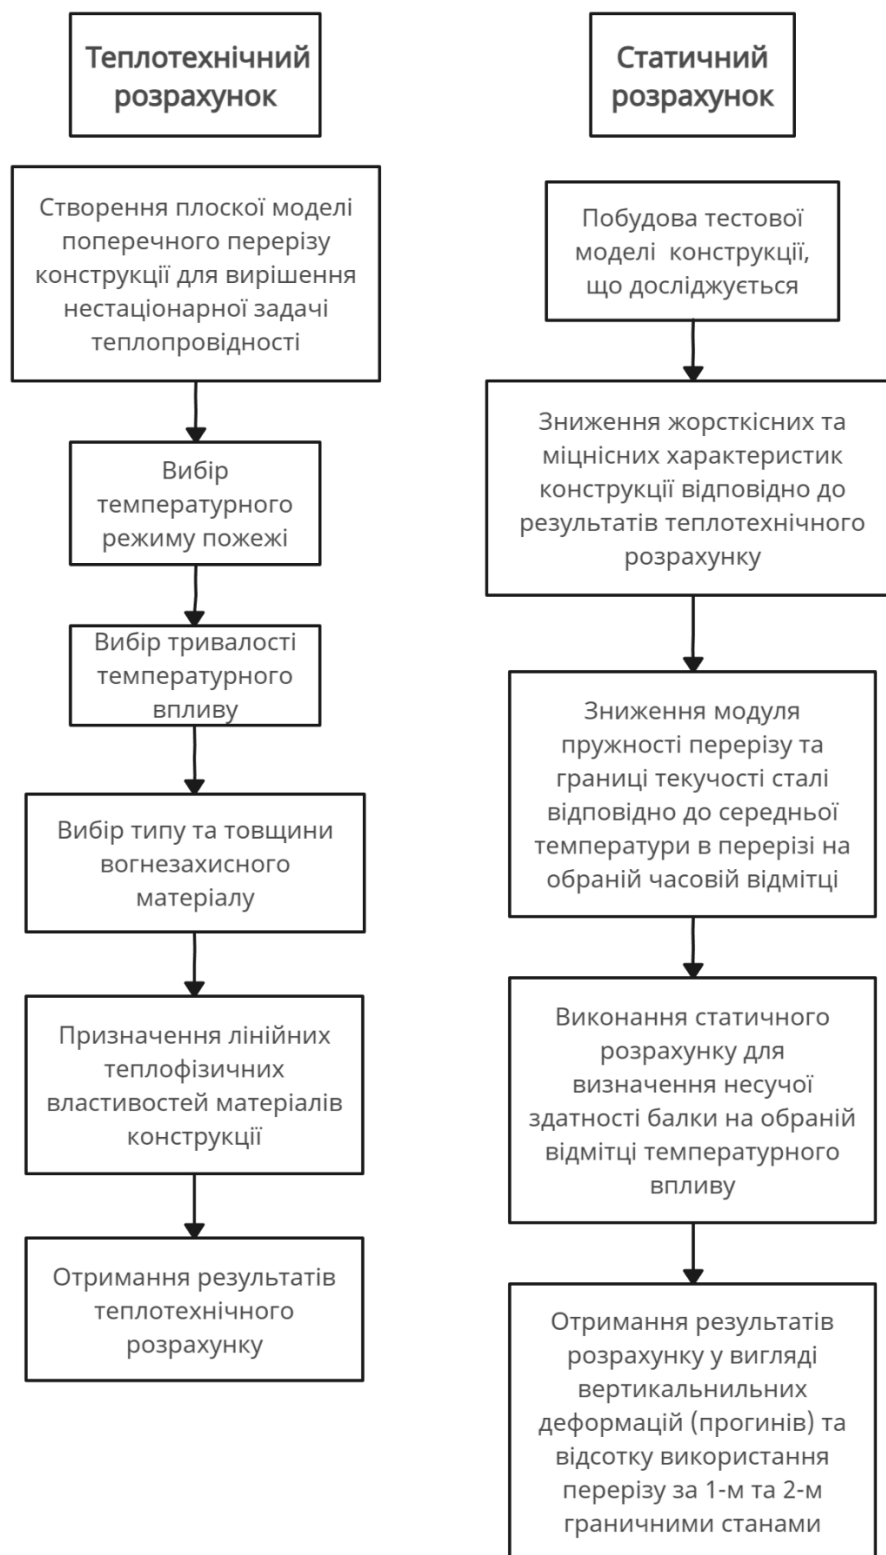 Теплотехнічний
розрахунок
Створення плоскої моделі
поперечного перерізу
конструкції для вирішення
нестаціонарної задачі
теплопровідності
Вибір
температурного
режиму пожежі
Вибір тривалості
температурного
впливу
Вибір типу та товщини
вогнезахисного
матеріалу
Призначення лінійних
теплофізичних
властивостей матеріалів
конструкції
Отримання результатів
теплотехнічного
розрахунку
Статичний
розрахунок
Побудова тестової
моделі конструкції,
що досліджується
Зниження жорсткісних та
міцнісних характеристик
конструкції відповідно до
результатів теплотехнічного
розрахунку
Зниження модуля
пружності перерізу та
границі текучості сталі
відповідно до середньої
температури в перерізі на
обраній часовій відмітці
Виконання статичного
розрахунку для
визначення несучої
здатності балки на обраній
відмітці температурного
впливу
Отримання результатів
розрахунку у вигляді
вертикальнильних
деформацій (прогинів) та
відсотку використання
перерізу за 1-м та 2-м
граничними станами